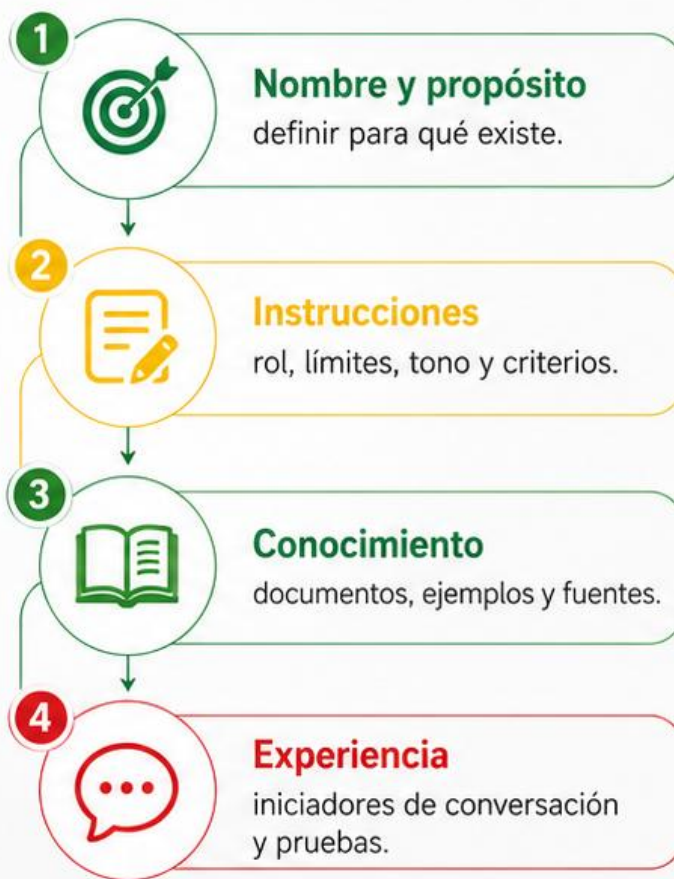 1
Nombre y propósito
definir para qué existe.
2
Instrucciones
rol, límites, tono y criterios.
3
Conocimiento
documentos, ejemplos y fuentes.
4
Experiencia
iniciadores de conversación
y pruebas.